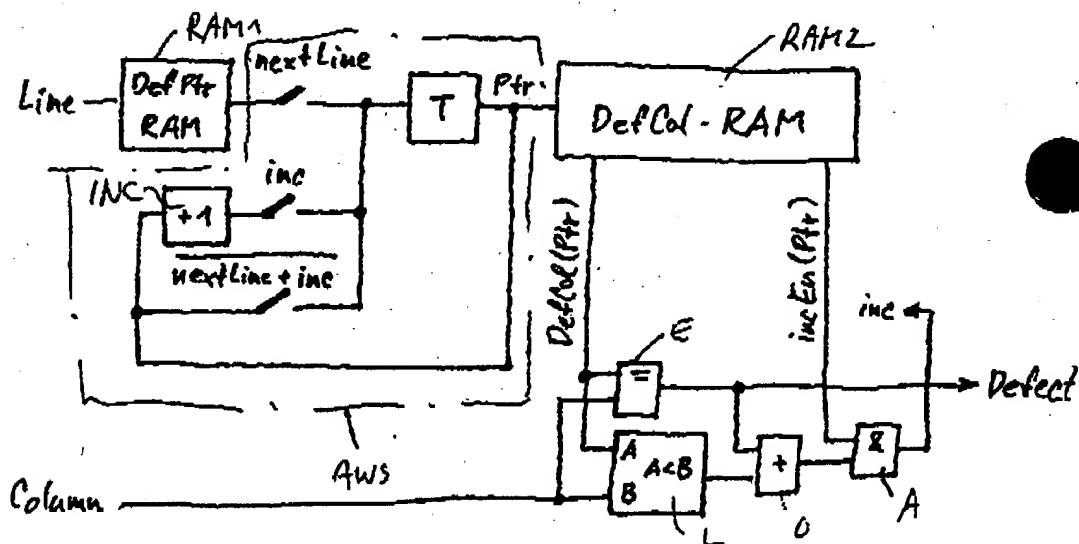 RAM1
RAM2
nextLine
Line
DefPtr
RAM
T
Ptr
DefCol-RAM
INC
+1
inc
nextLine + inc
DefCol(Ptr)
incEn(Ptr)
inc
E
=
Defect
A
A<B
B
+
&
AWS
Column
L
O
A